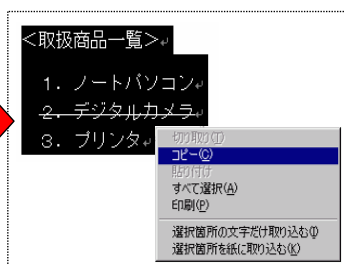 <取扱商品一覧>↵
1. ノートパソコン↵
2. デジタルカメラ↵
3. プリンタ↵
切り取り(T)
コピー(C)
貼り付け
すべて選択(A)
印刷(P)
選択箇所の文字だけ取り込む(I)
選択箇所を紙に取り込む(K)